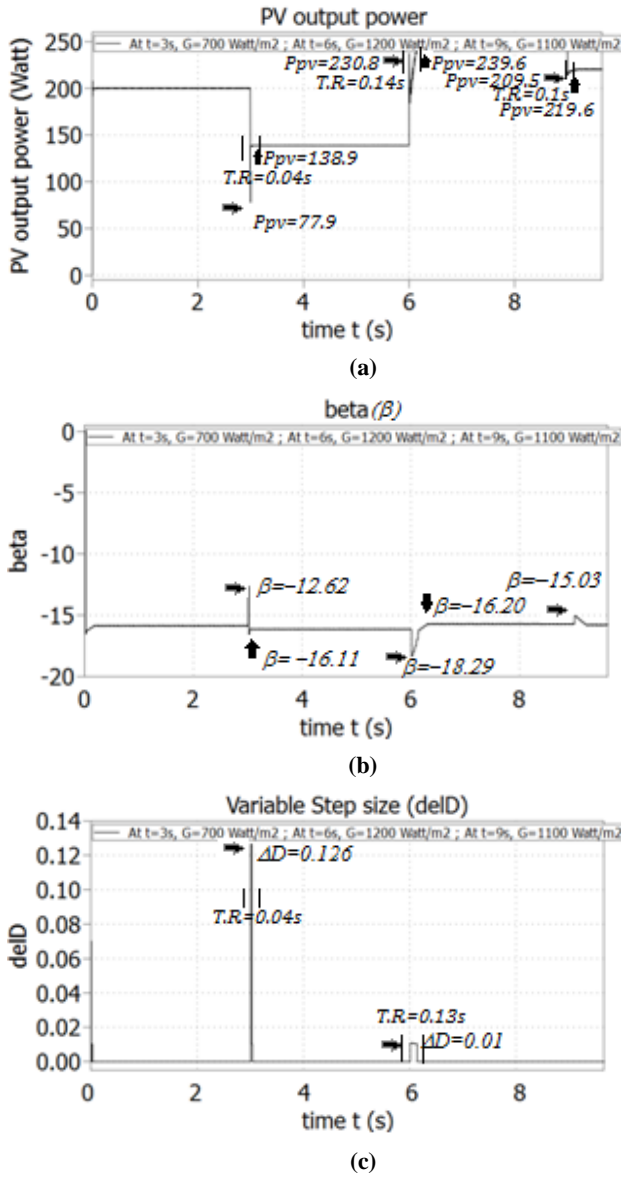 PV output power
At t=3s, G=700 Watt/m2 ; At t=6s, G=1200 Watt/m2 ; At t=9s, G=1100 Watt/m2
250
200
150
100
50
0
PV output power (Watt)
Ppv=230.8
T.R=0.14s
Ppv=239.6
Ppv=209.5
T.R=0.1s
Ppv=219.6
Ppv=138.9
T.R=0.04s
Ppv=77.9
0 2 4 6 8
time t (s)
(a)
beta(β)
At t=3s, G=700 Watt/m2 ; At t=6s, G=1200 Watt/m2 ; At t=9s, G=1100 Watt/m2
0
-5
-10
-15
-20
beta
β=−12.62
β= −16.11
β=−18.29
β=−16.20
β=−15.03
0 2 4 6 8
time t (s)
(b)
Variable Step size (delD)
At t=3s, G=700 Watt/m2 ; At t=6s, G=1200 Watt/m2 ; At t=9s, G=1100 Watt/m2
0.14
0.12
0.10
0.08
0.06
0.04
0.02
0.00
delD
ΔD=0.126
T.R=0.04s
T.R=0.13s
ΔD=0.01
0 2 4 6 8
time t (s)
(c)